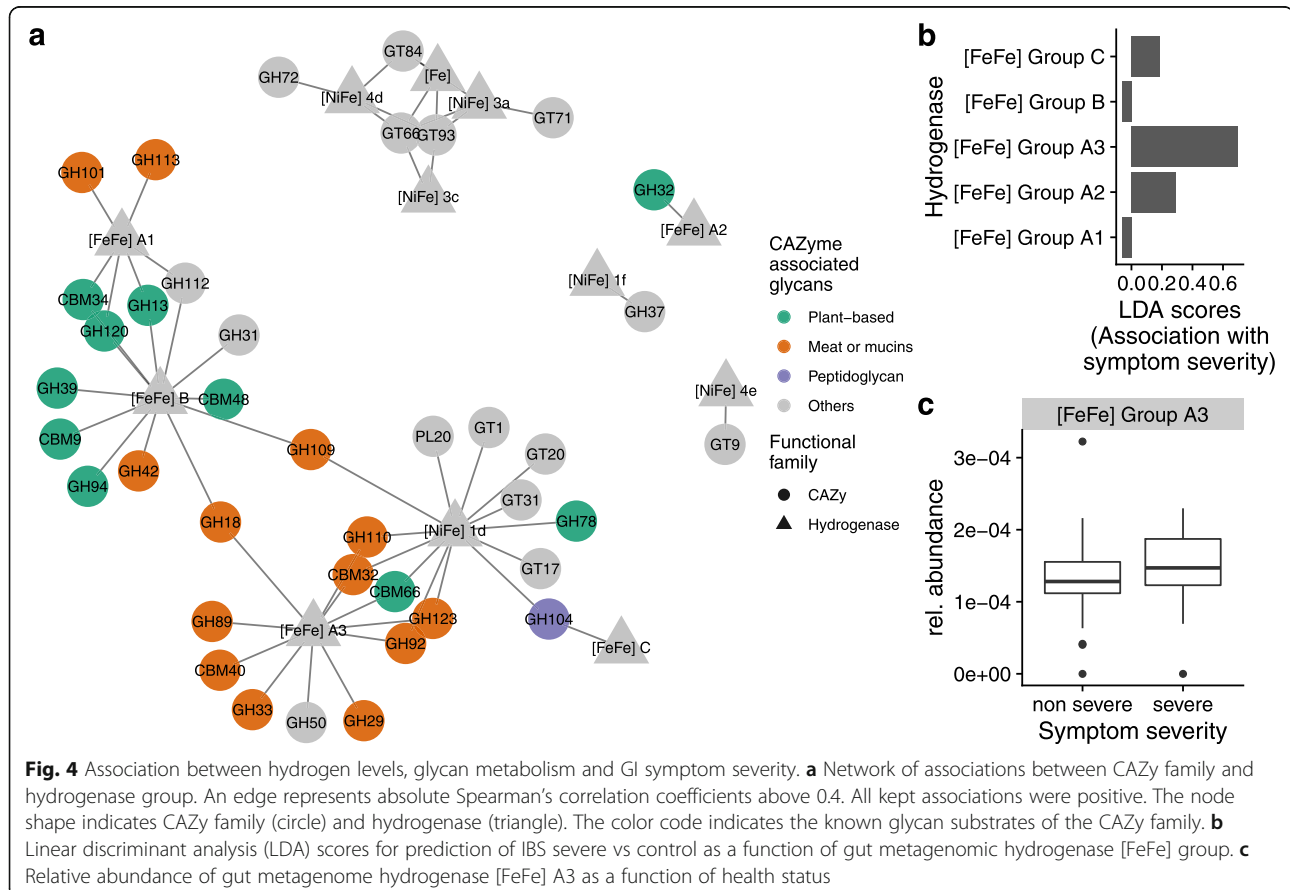 a
GT84
[Fe]
GH72
[NiFe] 4d
[NiFe] 3a
GT71
GT66
GT93
[NiFe] 3c
GH101
GH113
[FeFe] A1
GH112
CBM34
GH13
GH120
GH31
GH39
[FeFe] B
CBM48
CBM9
GH94
GH42
GH109
GH18
GH32
[FeFe] A2
[NiFe] 1f
GH37
[NiFe] 4e
GT9
PL20
GT1
GT20
GT31
[NiFe] 1d
GH78
GH110
GT17
CBM32
CBM66
GH123
GH104
[FeFe] C
GH89
[FeFe] A3
GH92
CBM40
GH33
GH50
GH29
CAZyme
associated
glycans
Plant−based
Meat or mucins
Peptidoglycan
Others
Functional
family
CAZy
Hydrogenase
b
Hydrogenase
[FeFe] Group C
[FeFe] Group B
[FeFe] Group A3
[FeFe] Group A2
[FeFe] Group A1
0.0 0.2 0.4 0.6
LDA scores
(Association with
symptom severity)
c
[FeFe] Group A3
rel. abundance
3e−04
2e−04
1e−04
0e+00
non severe severe
Symptom severity
Fig. 4 Association between hydrogen levels, glycan metabolism and GI symptom severity. a Network of associations between CAZy family and
hydrogenase group. An edge represents absolute Spearman's correlation coefficients above 0.4. All kept associations were positive. The node
shape indicates CAZy family (circle) and hydrogenase (triangle). The color code indicates the known glycan substrates of the CAZy family. b
Linear discriminant analysis (LDA) scores for prediction of IBS severe vs control as a function of gut metagenomic hydrogenase [FeFe] group. c
Relative abundance of gut metagenome hydrogenase [FeFe] A3 as a function of health status